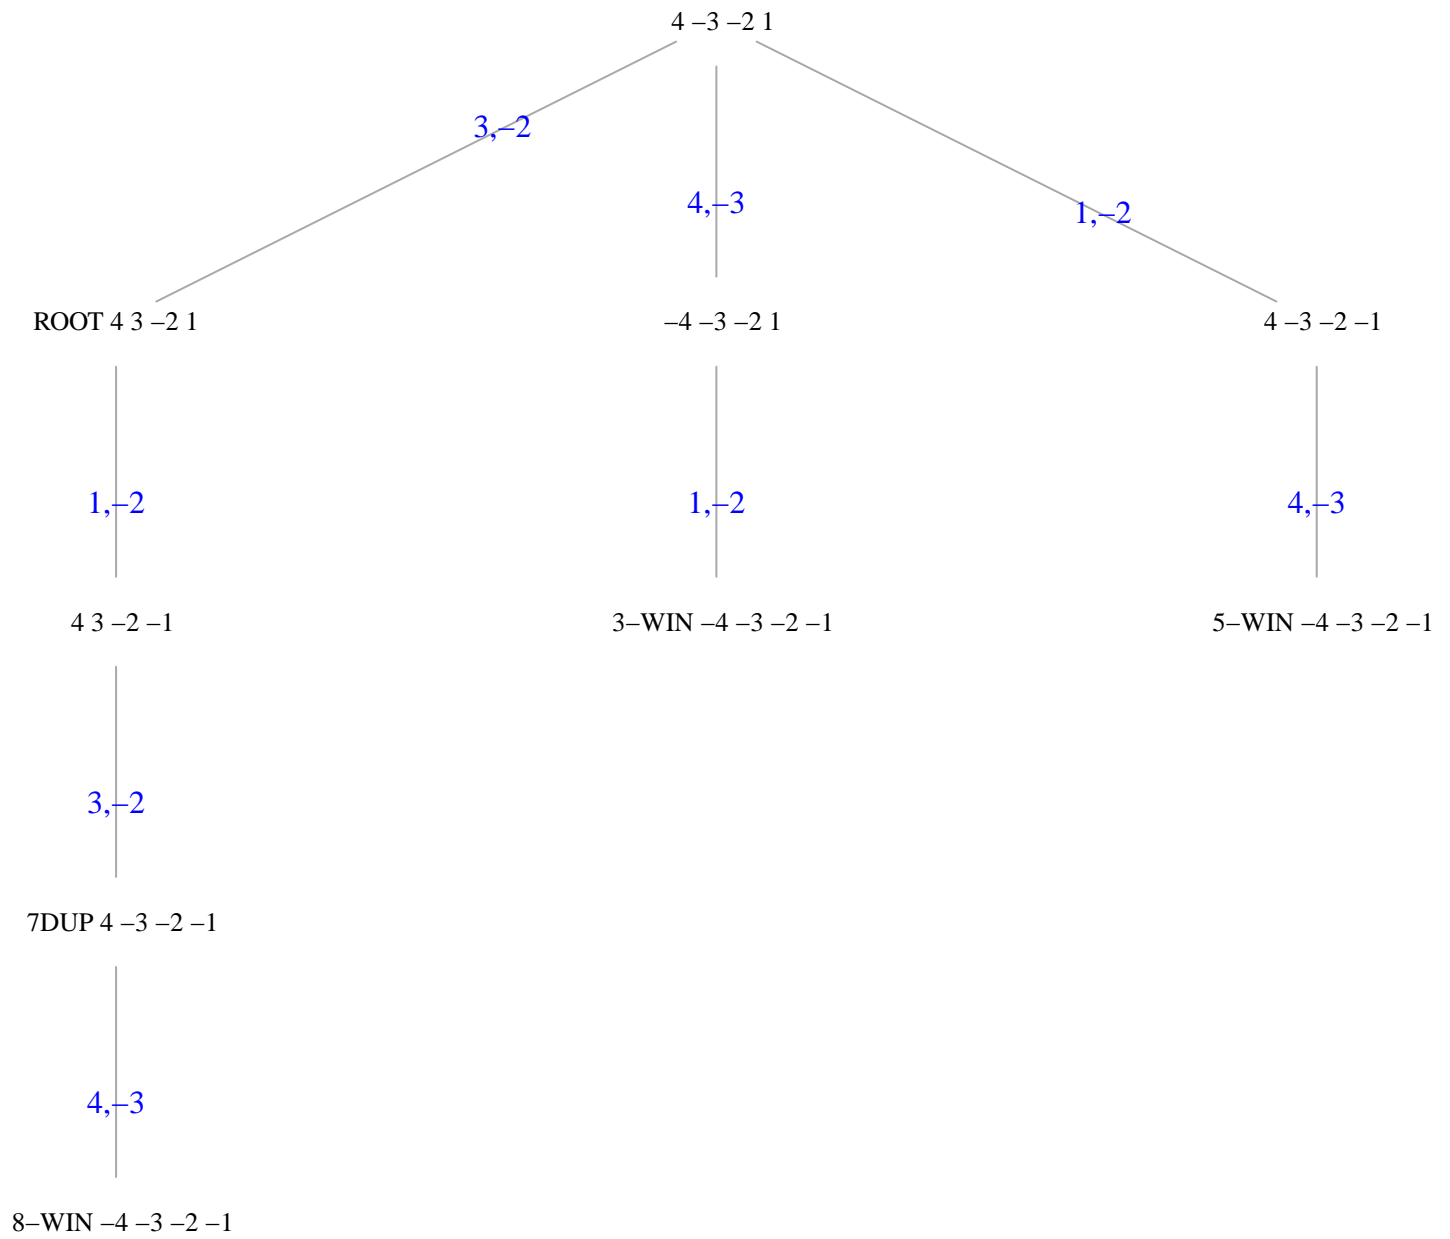 4 –3 –2 1
3,–2
4,–3
1,–2
ROOT 4 3 –2 1
–4 –3 –2 1
4 –3 –2 –1
1,–2
1,–2
4,–3
4 3 –2 –1
3–WIN –4 –3 –2 –1
5–WIN –4 –3 –2 –1
3,–2
7DUP 4 –3 –2 –1
4,–3
8–WIN –4 –3 –2 –1